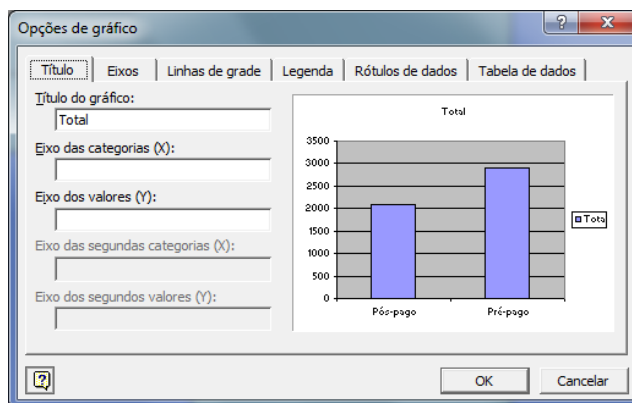 Opções de gráfico
Título Eixos Linhas de grade Legenda Rótulos de dados Tabela de dados
Título do gráfico:
Total
Eixo das categorias (X):
Eixo dos valores (Y):
Eixo das segundas categorias (X):
Eixo dos segundos valores (Y):
Total
3500
3000
2500
2000
1500
1000
500
0
Pós-pago Pré-pago
Tota
OK Cancelar